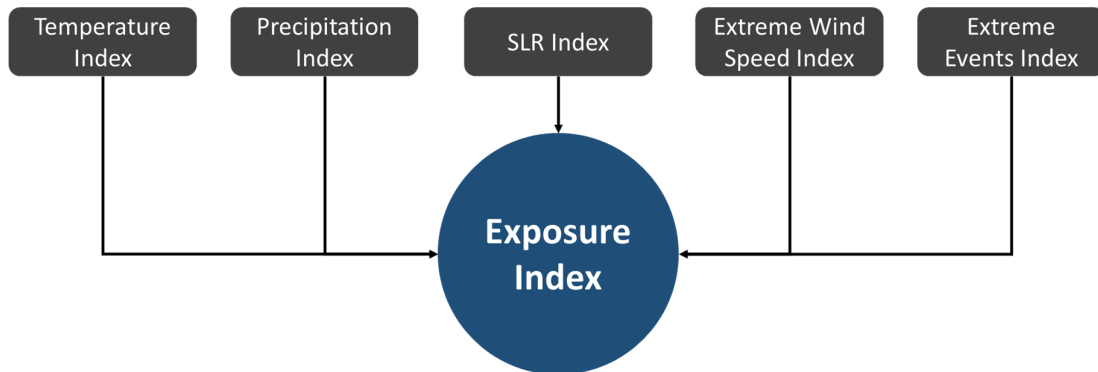 Temperature
Index
Precipitation
Index
SLR Index
Extreme Wind
Speed Index
Extreme
Events Index
Exposure
Index